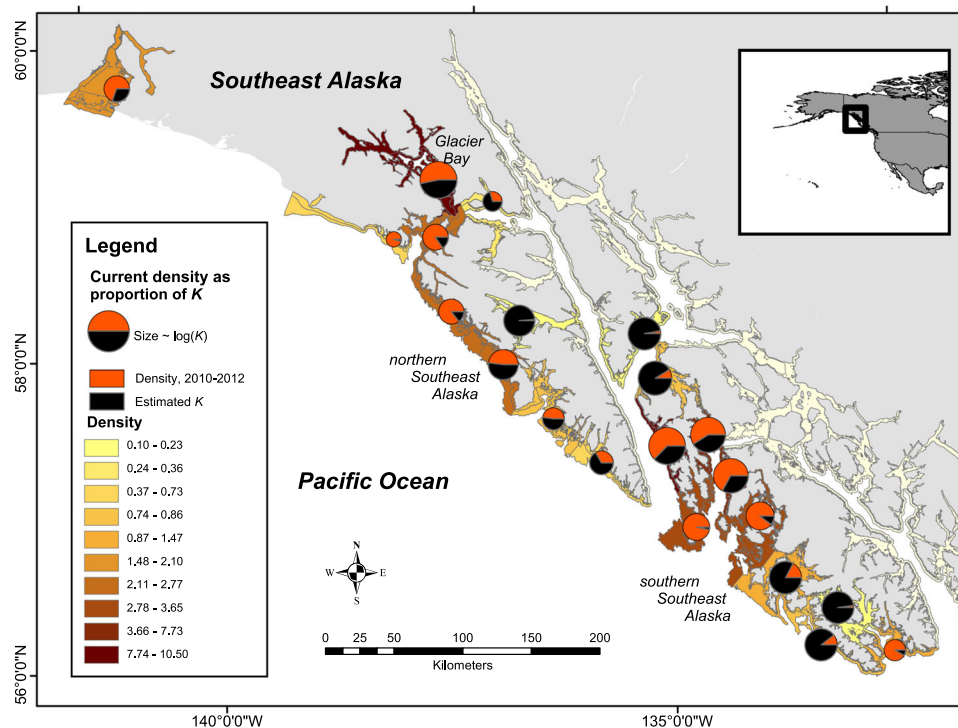 60°0'0"N
58°0'0"N
56°0'0"N
140°0'0"W
135°0'0"W
Southeast Alaska
Glacier
Bay
northern
Southeast
Alaska
Pacific Ocean
southern
Southeast
Alaska
Legend
Current density as
proportion of K
Size ~ log(K)
Density, 2010-2012
Estimated K
Density
0.10 - 0.23
0.24 - 0.36
0.37 - 0.73
0.74 - 0.86
0.87 - 1.47
1.48 - 2.10
2.11 - 2.77
2.78 - 3.65
3.66 - 7.73
7.74 - 10.50
N
W E
S
0 25 50 100 150 200
Kilometers